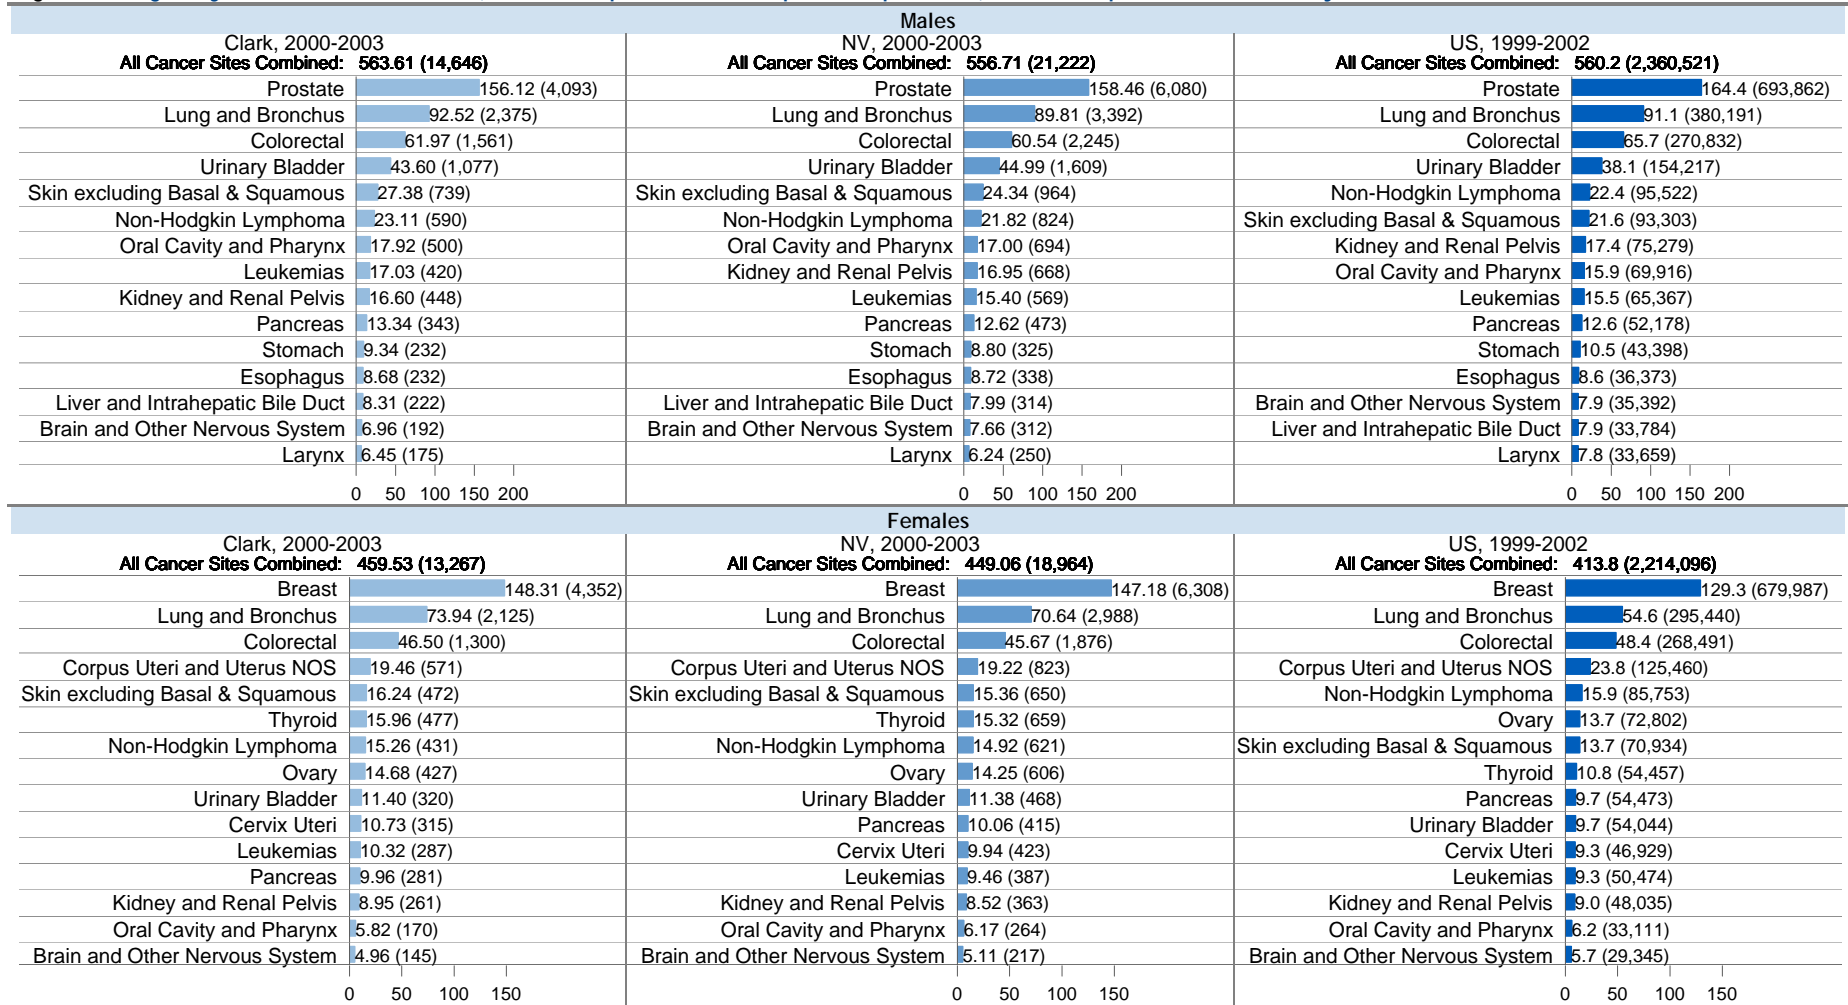 Males
Clark, 2000-2003
All Cancer Sites Combined: 563.61 (14,646)
Prostate 156.12 (4,093)
Lung and Bronchus 92.52 (2,375)
Colorectal 61.97 (1,561)
Urinary Bladder 43.60 (1,077)
Skin excluding Basal & Squamous 27.38 (739)
Non-Hodgkin Lymphoma 23.11 (590)
Oral Cavity and Pharynx 17.92 (500)
Leukemias 17.03 (420)
Kidney and Renal Pelvis 16.60 (448)
Pancreas 13.34 (343)
Stomach 9.34 (232)
Esophagus 8.68 (232)
Liver and Intrahepatic Bile Duct 8.31 (222)
Brain and Other Nervous System 6.96 (192)
Larynx 6.45 (175)
0 50 100 150 200
NV, 2000-2003
All Cancer Sites Combined: 556.71 (21,222)
Prostate 158.46 (6,080)
Lung and Bronchus 89.81 (3,392)
Colorectal 60.54 (2,245)
Urinary Bladder 44.99 (1,609)
Skin excluding Basal & Squamous 24.34 (964)
Non-Hodgkin Lymphoma 21.82 (824)
Oral Cavity and Pharynx 17.00 (694)
Kidney and Renal Pelvis 16.95 (668)
Leukemias 15.40 (569)
Pancreas 12.62 (473)
Stomach 8.80 (325)
Esophagus 8.72 (338)
Liver and Intrahepatic Bile Duct 7.99 (314)
Brain and Other Nervous System 7.66 (312)
Larynx 6.24 (250)
0 50 100 150 200
US, 1999-2002
All Cancer Sites Combined: 560.2 (2,360,521)
Prostate 164.4 (693,862)
Lung and Bronchus 91.1 (380,191)
Colorectal 65.7 (270,832)
Urinary Bladder 38.1 (154,217)
Non-Hodgkin Lymphoma 22.4 (95,522)
Skin excluding Basal & Squamous 21.6 (93,303)
Kidney and Renal Pelvis 17.4 (75,279)
Oral Cavity and Pharynx 15.9 (69,916)
Leukemias 15.5 (65,367)
Pancreas 12.6 (52,178)
Stomach 10.5 (43,398)
Esophagus 8.6 (36,373)
Brain and Other Nervous System 7.9 (35,392)
Liver and Intrahepatic Bile Duct 7.9 (33,784)
Larynx 7.8 (33,659)
0 50 100 150 200
Females
Clark, 2000-2003
All Cancer Sites Combined: 459.53 (13,267)
Breast 148.31 (4,352)
Lung and Bronchus 73.94 (2,125)
Colorectal 46.50 (1,300)
Corpus Uteri and Uterus NOS 19.46 (571)
Skin excluding Basal & Squamous 16.24 (472)
Thyroid 15.96 (477)
Non-Hodgkin Lymphoma 15.26 (431)
Ovary 14.68 (427)
Urinary Bladder 11.40 (320)
Cervix Uteri 10.73 (315)
Leukemias 10.32 (287)
Pancreas 9.96 (281)
Kidney and Renal Pelvis 8.95 (261)
Oral Cavity and Pharynx 5.82 (170)
Brain and Other Nervous System 4.96 (145)
0 50 100 150
NV, 2000-2003
All Cancer Sites Combined: 449.06 (18,964)
Breast 147.18 (6,308)
Lung and Bronchus 70.64 (2,988)
Colorectal 45.67 (1,876)
Corpus Uteri and Uterus NOS 19.22 (823)
Skin excluding Basal & Squamous 15.36 (650)
Thyroid 15.32 (659)
Non-Hodgkin Lymphoma 14.92 (621)
Ovary 14.25 (606)
Urinary Bladder 11.38 (468)
Pancreas 10.06 (415)
Cervix Uteri 9.94 (423)
Leukemias 9.46 (387)
Kidney and Renal Pelvis 8.52 (363)
Oral Cavity and Pharynx 6.17 (264)
Brain and Other Nervous System 5.11 (217)
0 50 100 150
US, 1999-2002
All Cancer Sites Combined: 413.8 (2,214,096)
Breast 129.3 (679,987)
Lung and Bronchus 54.6 (295,440)
Colorectal 48.4 (268,491)
Corpus Uteri and Uterus NOS 23.8 (125,460)
Non-Hodgkin Lymphoma 15.9 (85,753)
Ovary 13.7 (72,802)
Skin excluding Basal & Squamous 13.7 (70,934)
Thyroid 10.8 (54,457)
Pancreas 9.7 (54,473)
Urinary Bladder 9.7 (54,044)
Cervix Uteri 9.3 (46,929)
Leukemias 9.3 (50,474)
Kidney and Renal Pelvis 9.0 (48,035)
Oral Cavity and Pharynx 6.2 (33,111)
Brain and Other Nervous System 5.7 (29,345)
0 50 100 150